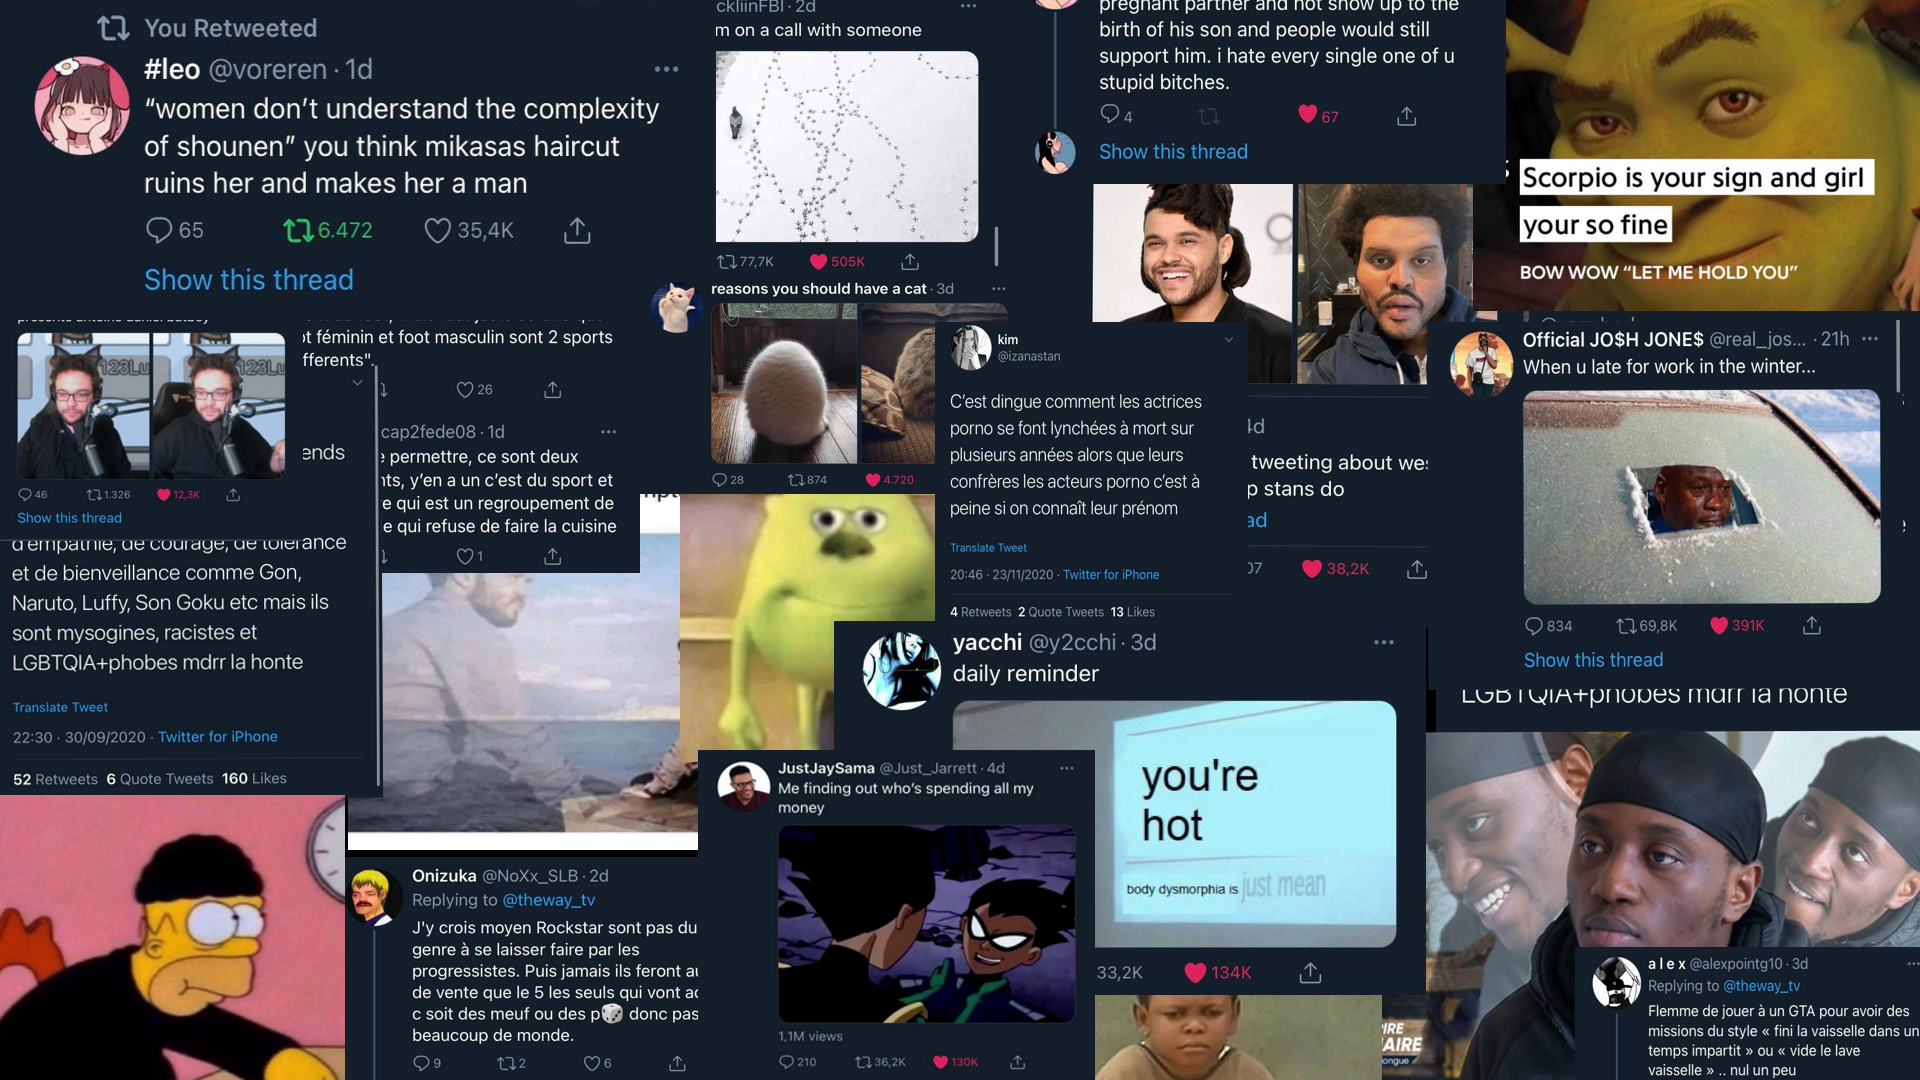 You Retweeted
#leo @voreren · 1d
“women don’t understand the complexity
of shounen” you think mikasas haircut
ruins her and makes her a man
65 6.472 35,4K
Show this thread
ckliinFBI · 2d
m on a call with someone
77,7K 505K
reasons you should have a cat · 3d
28 874 4.720
pregnant partner and not show up to the
birth of his son and people would still
support him. i hate every single one of u
stupid bitches.
4 67
Show this thread
Scorpio is your sign and girl
your so fine
BOW WOW “LET ME HOLD YOU”
123Lu 123Lu
46 1.326 12,3K
Show this thread
t féminin et foot masculin sont 2 sports
fferents".
26
ends
cap2fede08 · 1d
e permettre, ce sont deux
nts, y’en a un c’est du sport et
e qui est un regroupement de
e qui refuse de faire la cuisine
1
d’empathie, de courage, de tolérance
et de bienveillance comme Gon,
Naruto, Luffy, Son Goku etc mais ils
sont mysogines, racistes et
LGBTQIA+phobes mdrr la honte
Translate Tweet
22:30 · 30/09/2020 · Twitter for iPhone
52 Retweets 6 Quote Tweets 160 Likes
kim
@izanastan
C’est dingue comment les actrices
porno se font lynchées à mort sur
plusieurs années alors que leurs
confrères les acteurs porno c’est à
peine si on connaît leur prénom
Translate Tweet
20:46 · 23/11/2020 · Twitter for iPhone
4 Retweets 2 Quote Tweets 13 Likes
4d
tweeting about wes
p stans do
ad
07 38,2K
Official JO$H JONE$ @real_jos... · 21h
When u late for work in the winter...
834 69,8K 391K
Show this thread
LGBTQIA+phobes mdrr la honte
yacchi @y2cchi · 3d
daily reminder
you're
hot
body dysmorphia is just mean
33,2K 134K
JustJaySama @Just_Jarrett · 4d
Me finding out who’s spending all my
money
1,1M views
210 36,2K 130K
Onizuka @NoXx_SLB · 2d
Replying to @theway_tv
J'y crois moyen Rockstar sont pas du
genre à se laisser faire par les
progressistes. Puis jamais ils feront au
de vente que le 5 les seuls qui vont ac
c soit des meuf ou des p🎲 donc pas
beaucoup de monde.
9 2 6
IRE
AIRE
ongue
a l e x @alexpointg10 · 3d
Replying to @theway_tv
Flemme de jouer à un GTA pour avoir des
missions du style « fini la vaisselle dans un
temps impartit » ou « vide le lave
vaisselle » .. nul un peu